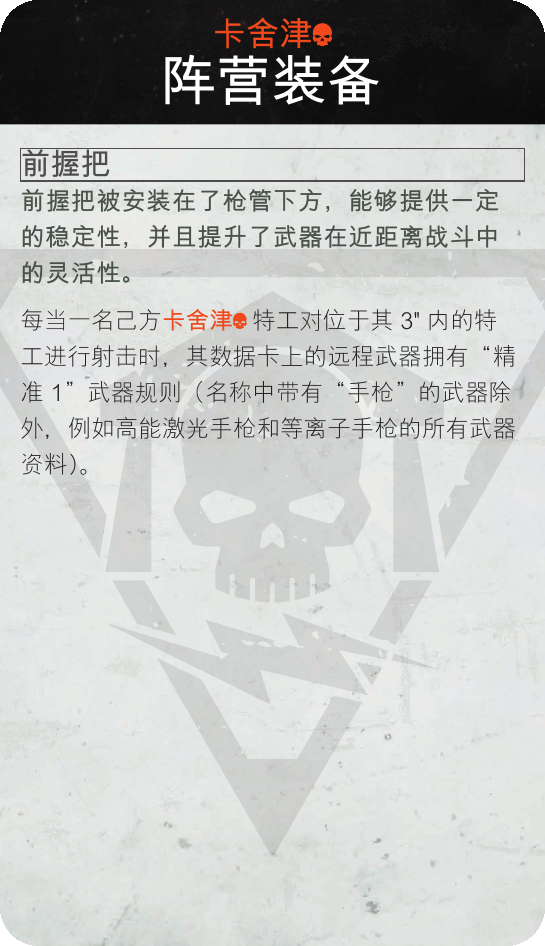 卡舍津
阵营装备
前握把
前握把被安装在了枪管下方，能够提供一定
的稳定性，并且提升了武器在近距离战斗中
的灵活性。
每当一名己方卡舍津 特工对位于其 3" 内的特
工进行射击时，其数据卡上的远程武器拥有“精
准 1”武器规则（名称中带有“手枪”的武器除
外，例如高能激光手枪和等离子手枪的所有武器
资料）。